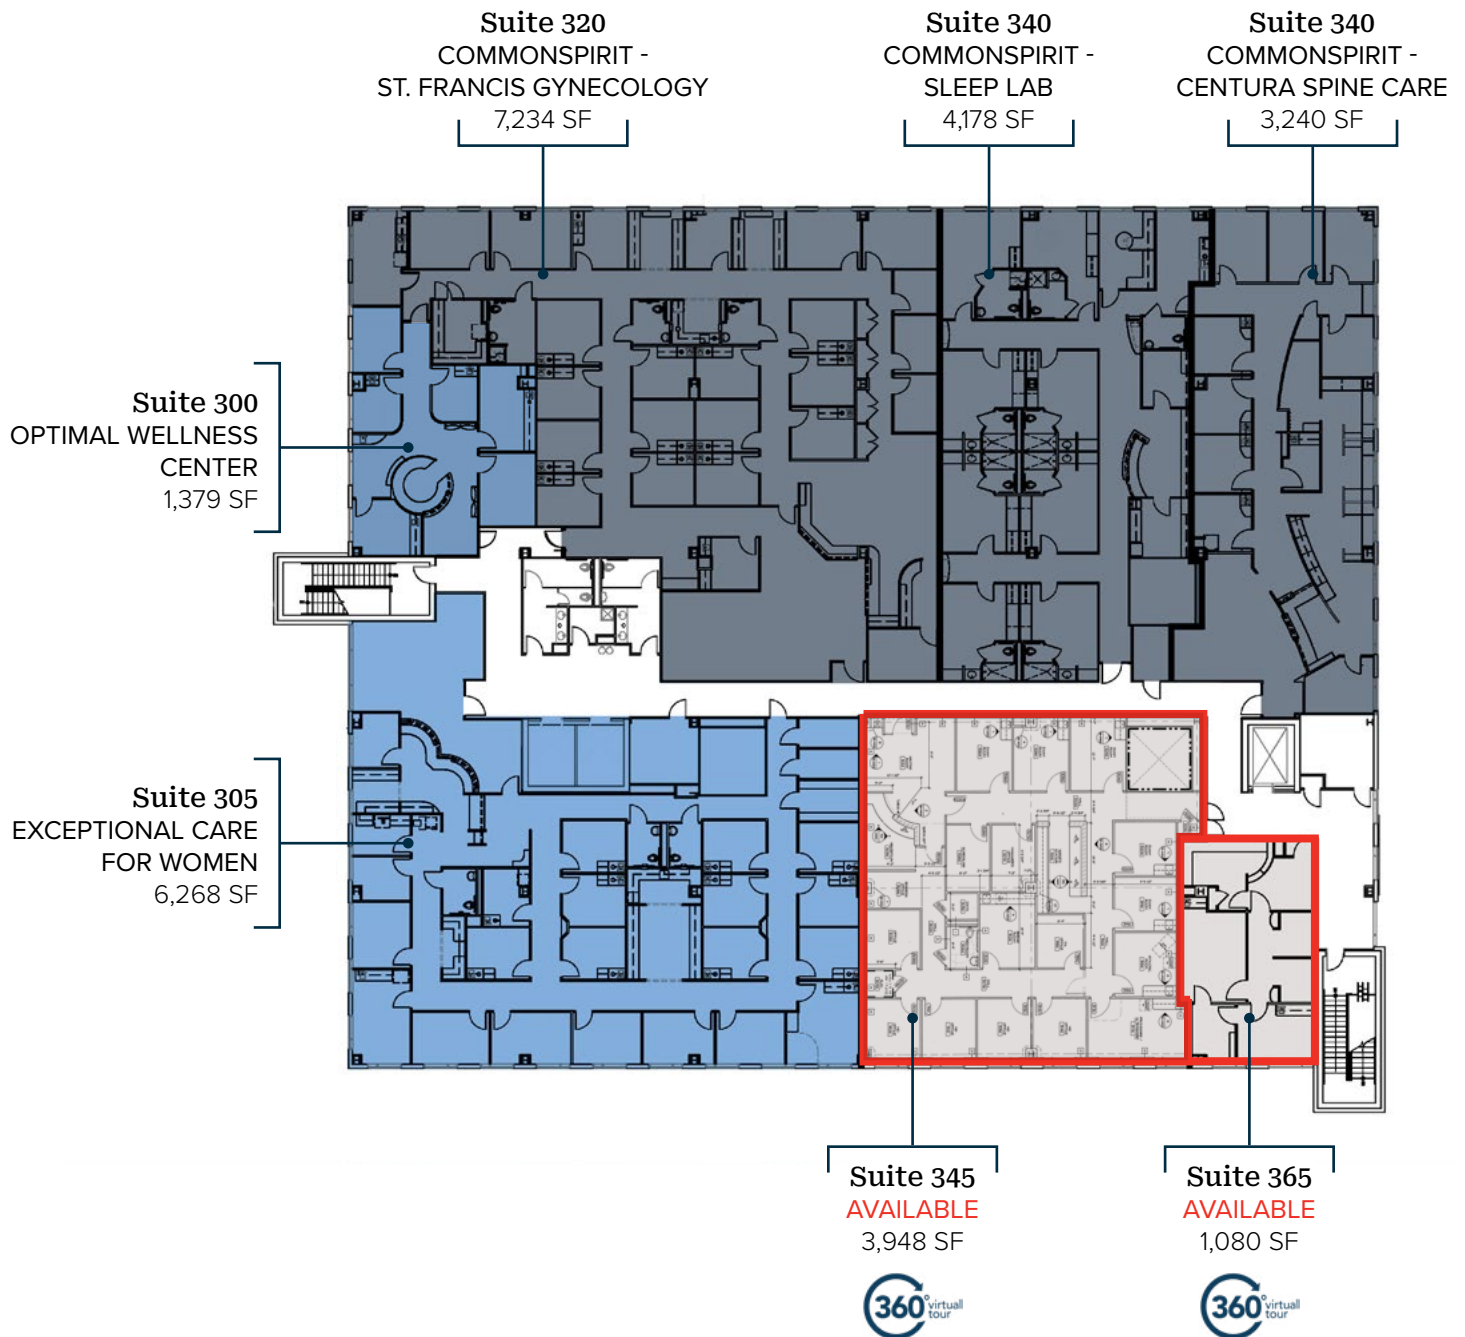 Suite 320
COMMONSPIRIT -
ST. FRANCIS GYNECOLOGY
7,234 SF
Suite 340
COMMONSPIRIT -
SLEEP LAB
4,178 SF
Suite 340
COMMONSPIRIT -
CENTURA SPINE CARE
3,240 SF
Suite 300
OPTIMAL WELLNESS
CENTER
1,379 SF
Suite 305
EXCEPTIONAL CARE
FOR WOMEN
6,268 SF
Suite 345
AVAILABLE
3,948 SF
360° virtual
tour
Suite 365
AVAILABLE
1,080 SF
360° virtual
tour